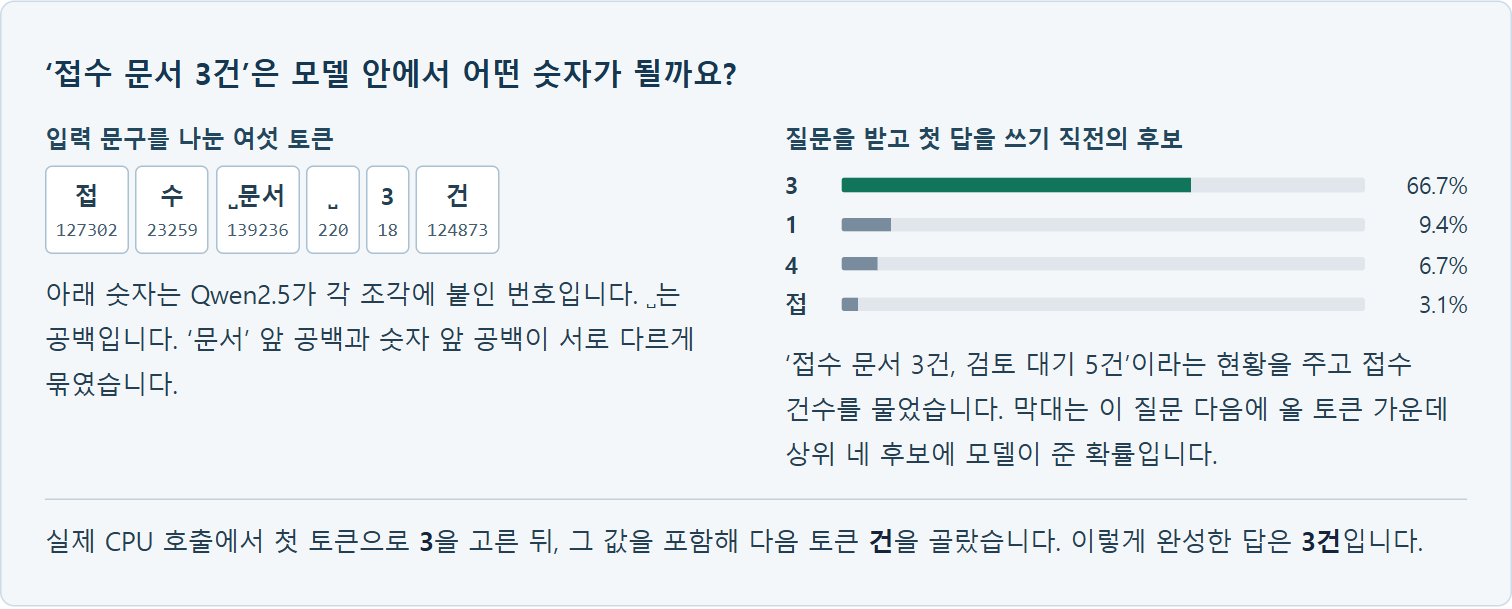 ‘접수 문서 3건’은 모델 안에서 어떤 숫자가 될까요?
입력 문구를 나눈 여섯 토큰
접 수 ␣문서 ␣ 3 건
127302 23259 139236 220 18 124873
아래 숫자는 Qwen2.5가 각 조각에 붙인 번호입니다. ␣는
공백입니다. ‘문서’ 앞 공백과 숫자 앞 공백이 서로 다르게
묶였습니다.
질문을 받고 첫 답을 쓰기 직전의 후보
3 66.7%
1 9.4%
4 6.7%
접 3.1%
‘접수 문서 3건, 검토 대기 5건’이라는 현황을 주고 접수
건수를 물었습니다. 막대는 이 질문 다음에 올 토큰 가운데
상위 네 후보에 모델이 준 확률입니다.
실제 CPU 호출에서 첫 토큰으로 3을 고른 뒤, 그 값을 포함해 다음 토큰 건을 골랐습니다. 이렇게 완성한 답은 3건입니다.